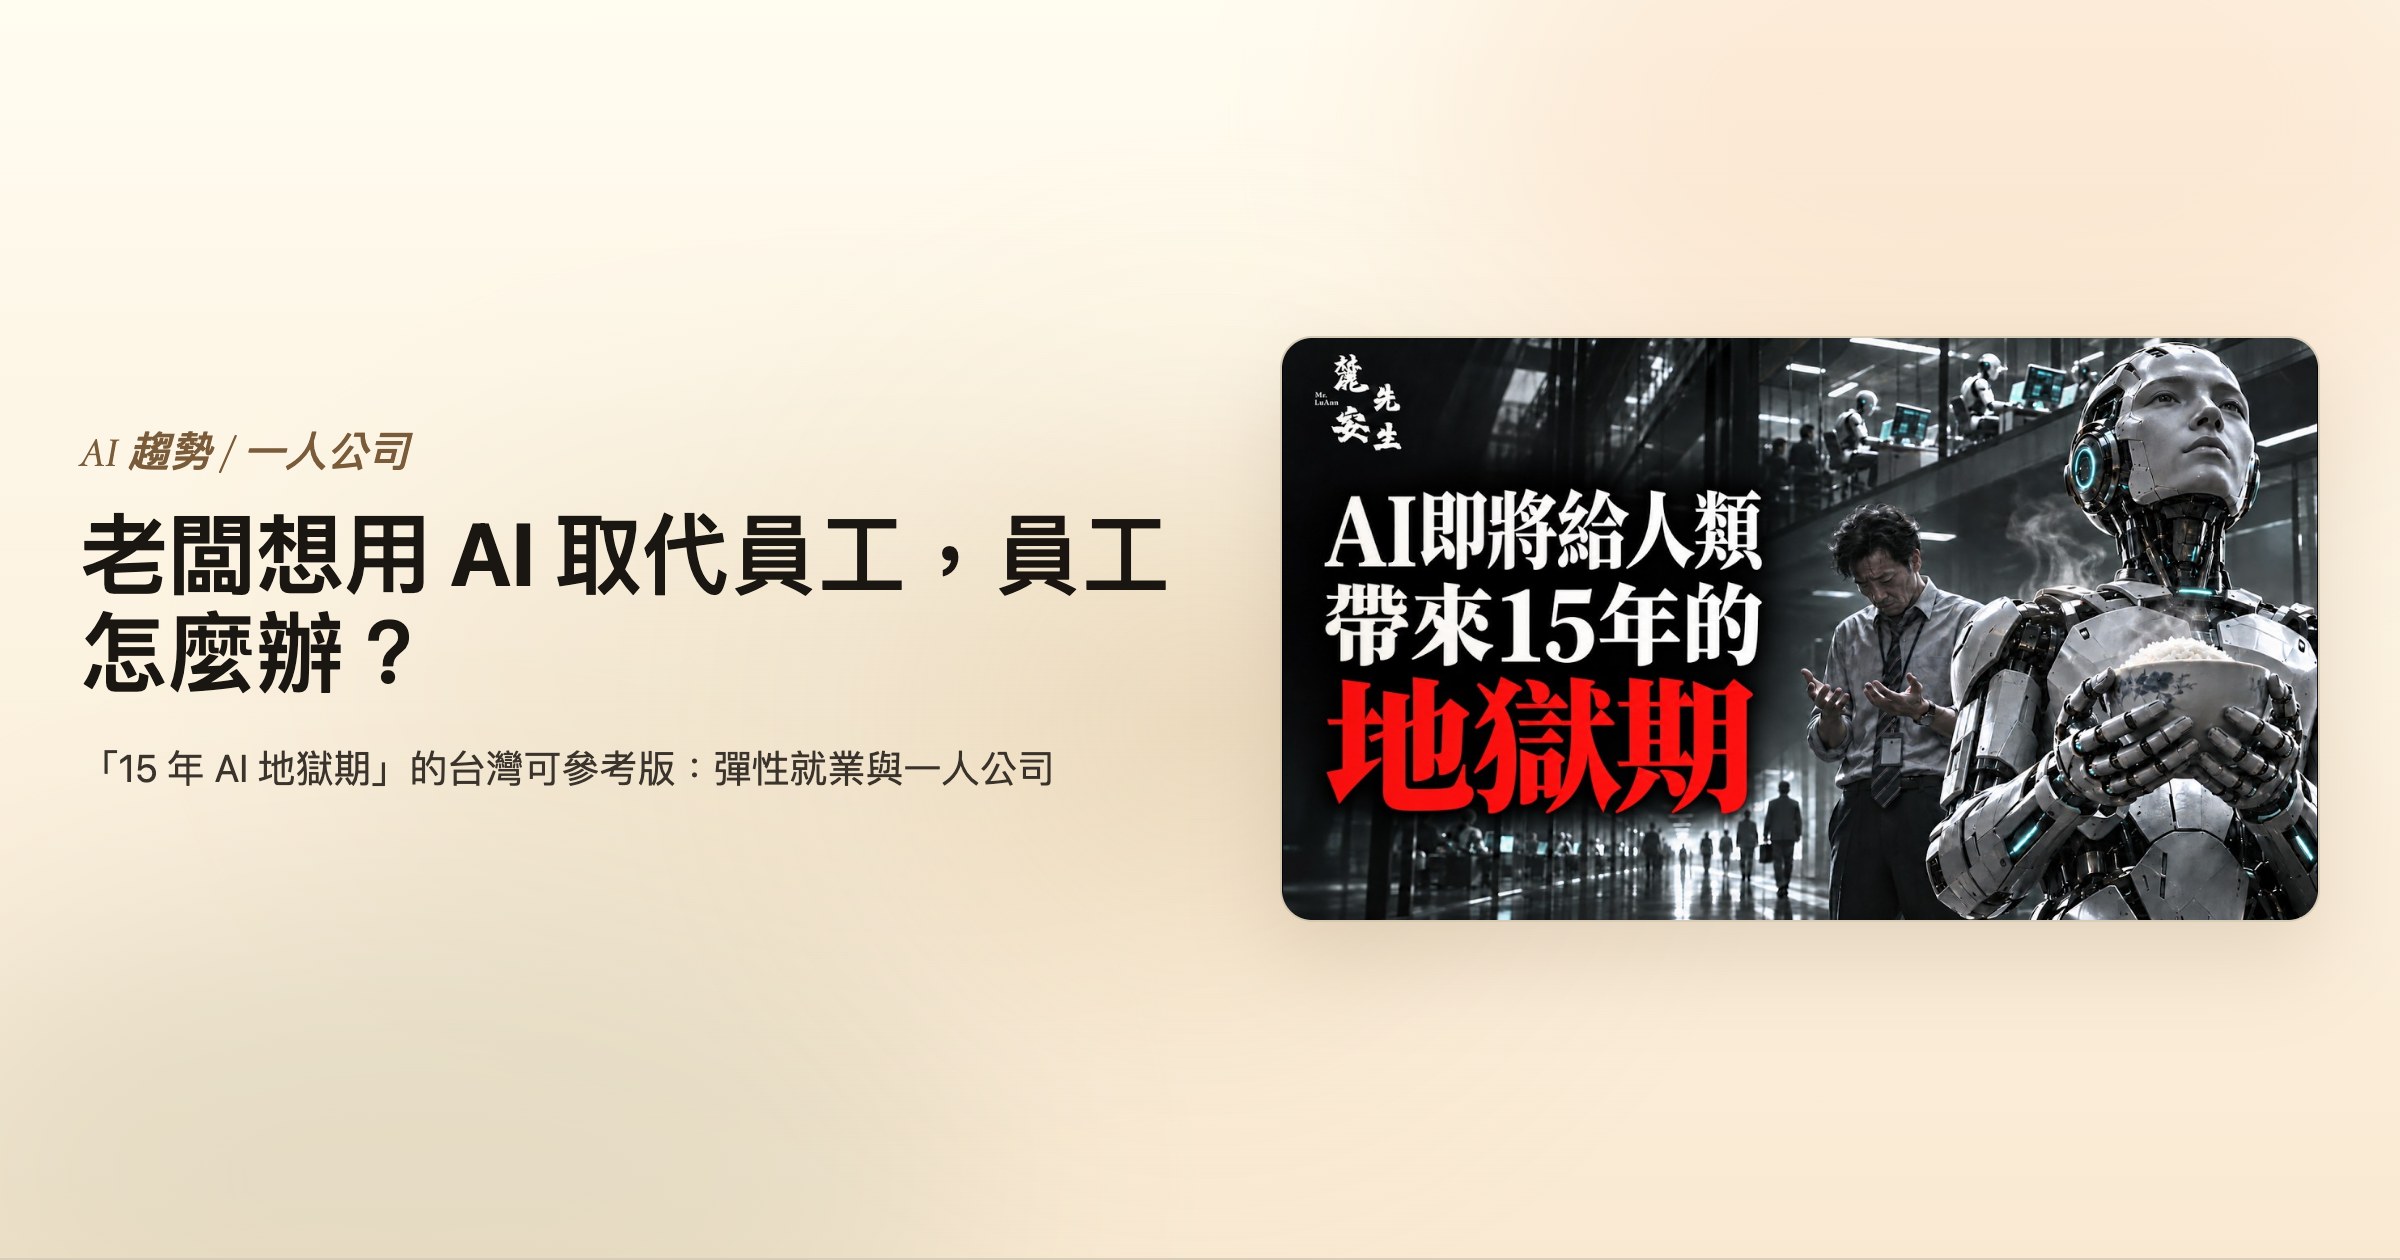 AI 趨勢 / 一人公司
老闆想用 AI 取代員工，員工
怎麼辦？
「15 年 AI 地獄期」的台灣可參考版：彈性就業與一人公司
麓安先生
Mr. LuAnn
AI即將給人類
帶來15年的
地獄期